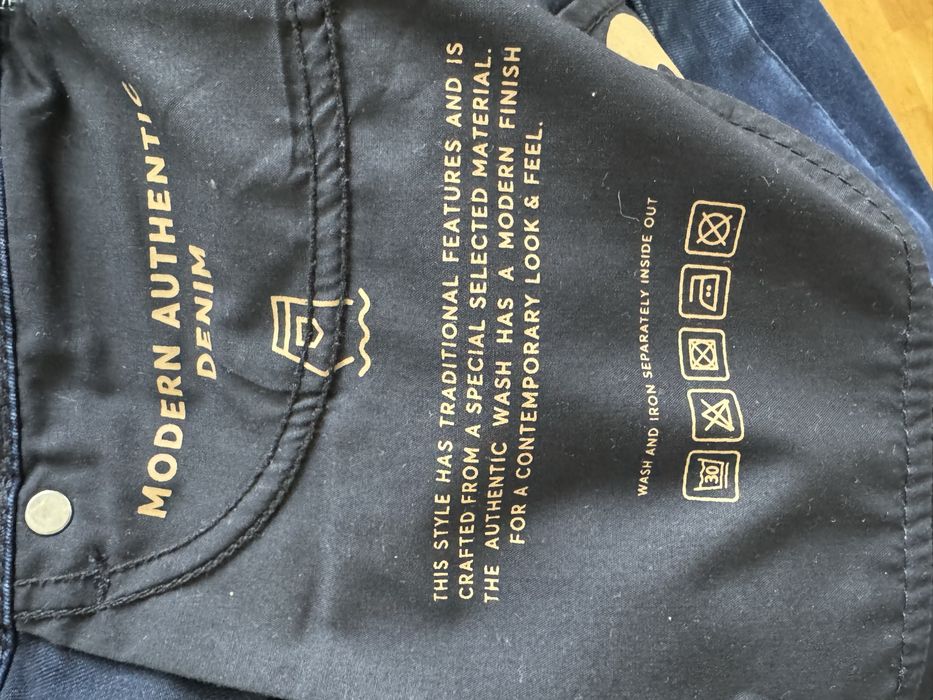 MODERN AUTHENTIC
DENIM
THIS STYLE HAS TRADITIONAL FEATURES AND IS
CRAFTED FROM A SPECIAL SELECTED MATERIAL.
THE AUTHENTIC WASH HAS A MODERN FINISH
FOR A CONTEMPORARY LOOK & FEEL.
WASH AND IRON SEPARATELY INSIDE OUT
30